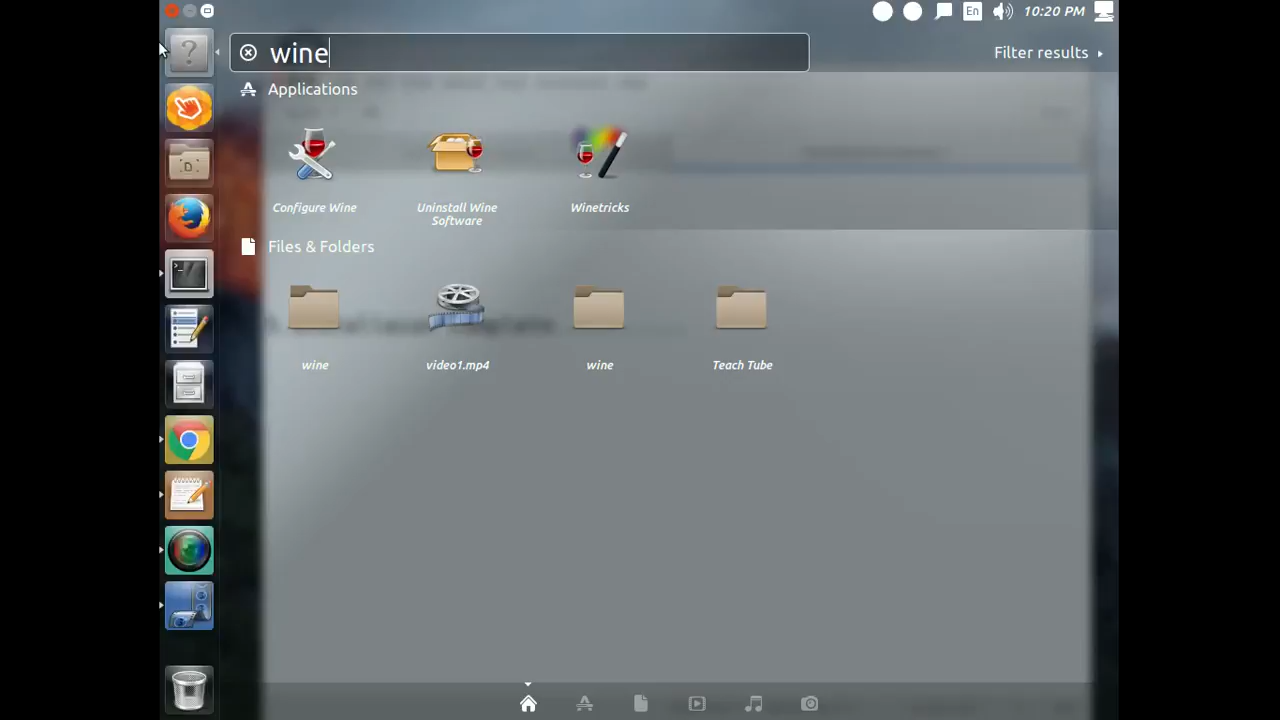 En
10:20 PM
wine
Filter results
Applications
Configure Wine
Uninstall Wine
Software
Winetricks
Files & Folders
wine
video1.mp4
wine
Teach Tube